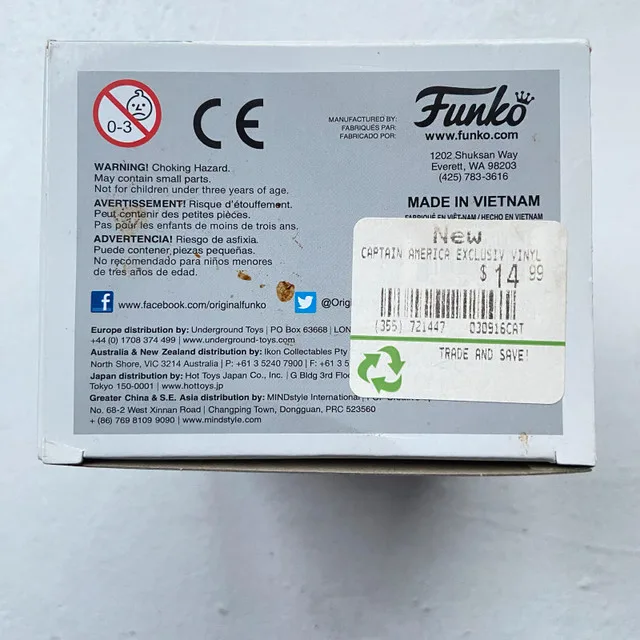 0-3
CE
MANUFACTURED BY:
FABRIQUÉS PAR:
FABRICADO POR:
Funko
www.funko.com
1202 Shuksan Way
Everett, WA 98203
(425) 783-3616
MADE IN VIETNAM
FABRIQUÉ EN VIÊT-NAM / HECHO EN VIETNAM
WARNING! Choking Hazard.
May contain small parts.
Not for children under three years of age.
AVERTISSEMENT! Risque d'étouffement.
Peut contenir des petites pièces.
Pas pour les enfants de moins de trois ans.
ADVERTENCIA! Riesgo de asfixia.
Puede contener piezas pequeñas.
No recomendado para niños menores
de tres años de edad.
f www.facebook.com/originalfunko
New
CAPTAIN AMERICA EXCLUSIV VINYL
$14.99
(355) 721447 030916CAT
TRADE AND SAVE!
Europe distribution by: Underground Toys | PO Box 63668 |
+44 (0) 1708 374 499 | www.underground-toys.com
Australia & New Zealand distribution by: Ikon Collectables Pty
North Shore, VIC 3214 Australia | P: +61 3 5240 7900 | F: +61 3 5
Japan distribution by: Hot Toys Japan Co., Inc. | G Bldg 3rd
Tokyo 150-0001 | www.hottoys.jp
Greater China & S.E. Asia distribution by: MINDstyle International |
No. 68-2 West Xinnan Road | Changping Town, Dongguan, PRC 523560
+ (86) 769 8109 9090 | www.mindstyle.com